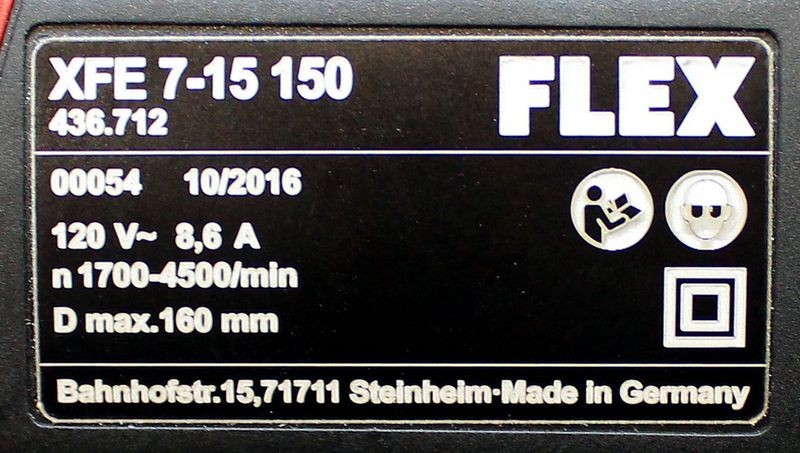 XFE 7-15 150
436.712
FLEX
00054 10/2016
120 V~ 8,6 A
n 1700-4500/min
D max.160 mm
Bahnhofstr.15,71711 Steinheim·Made in Germany